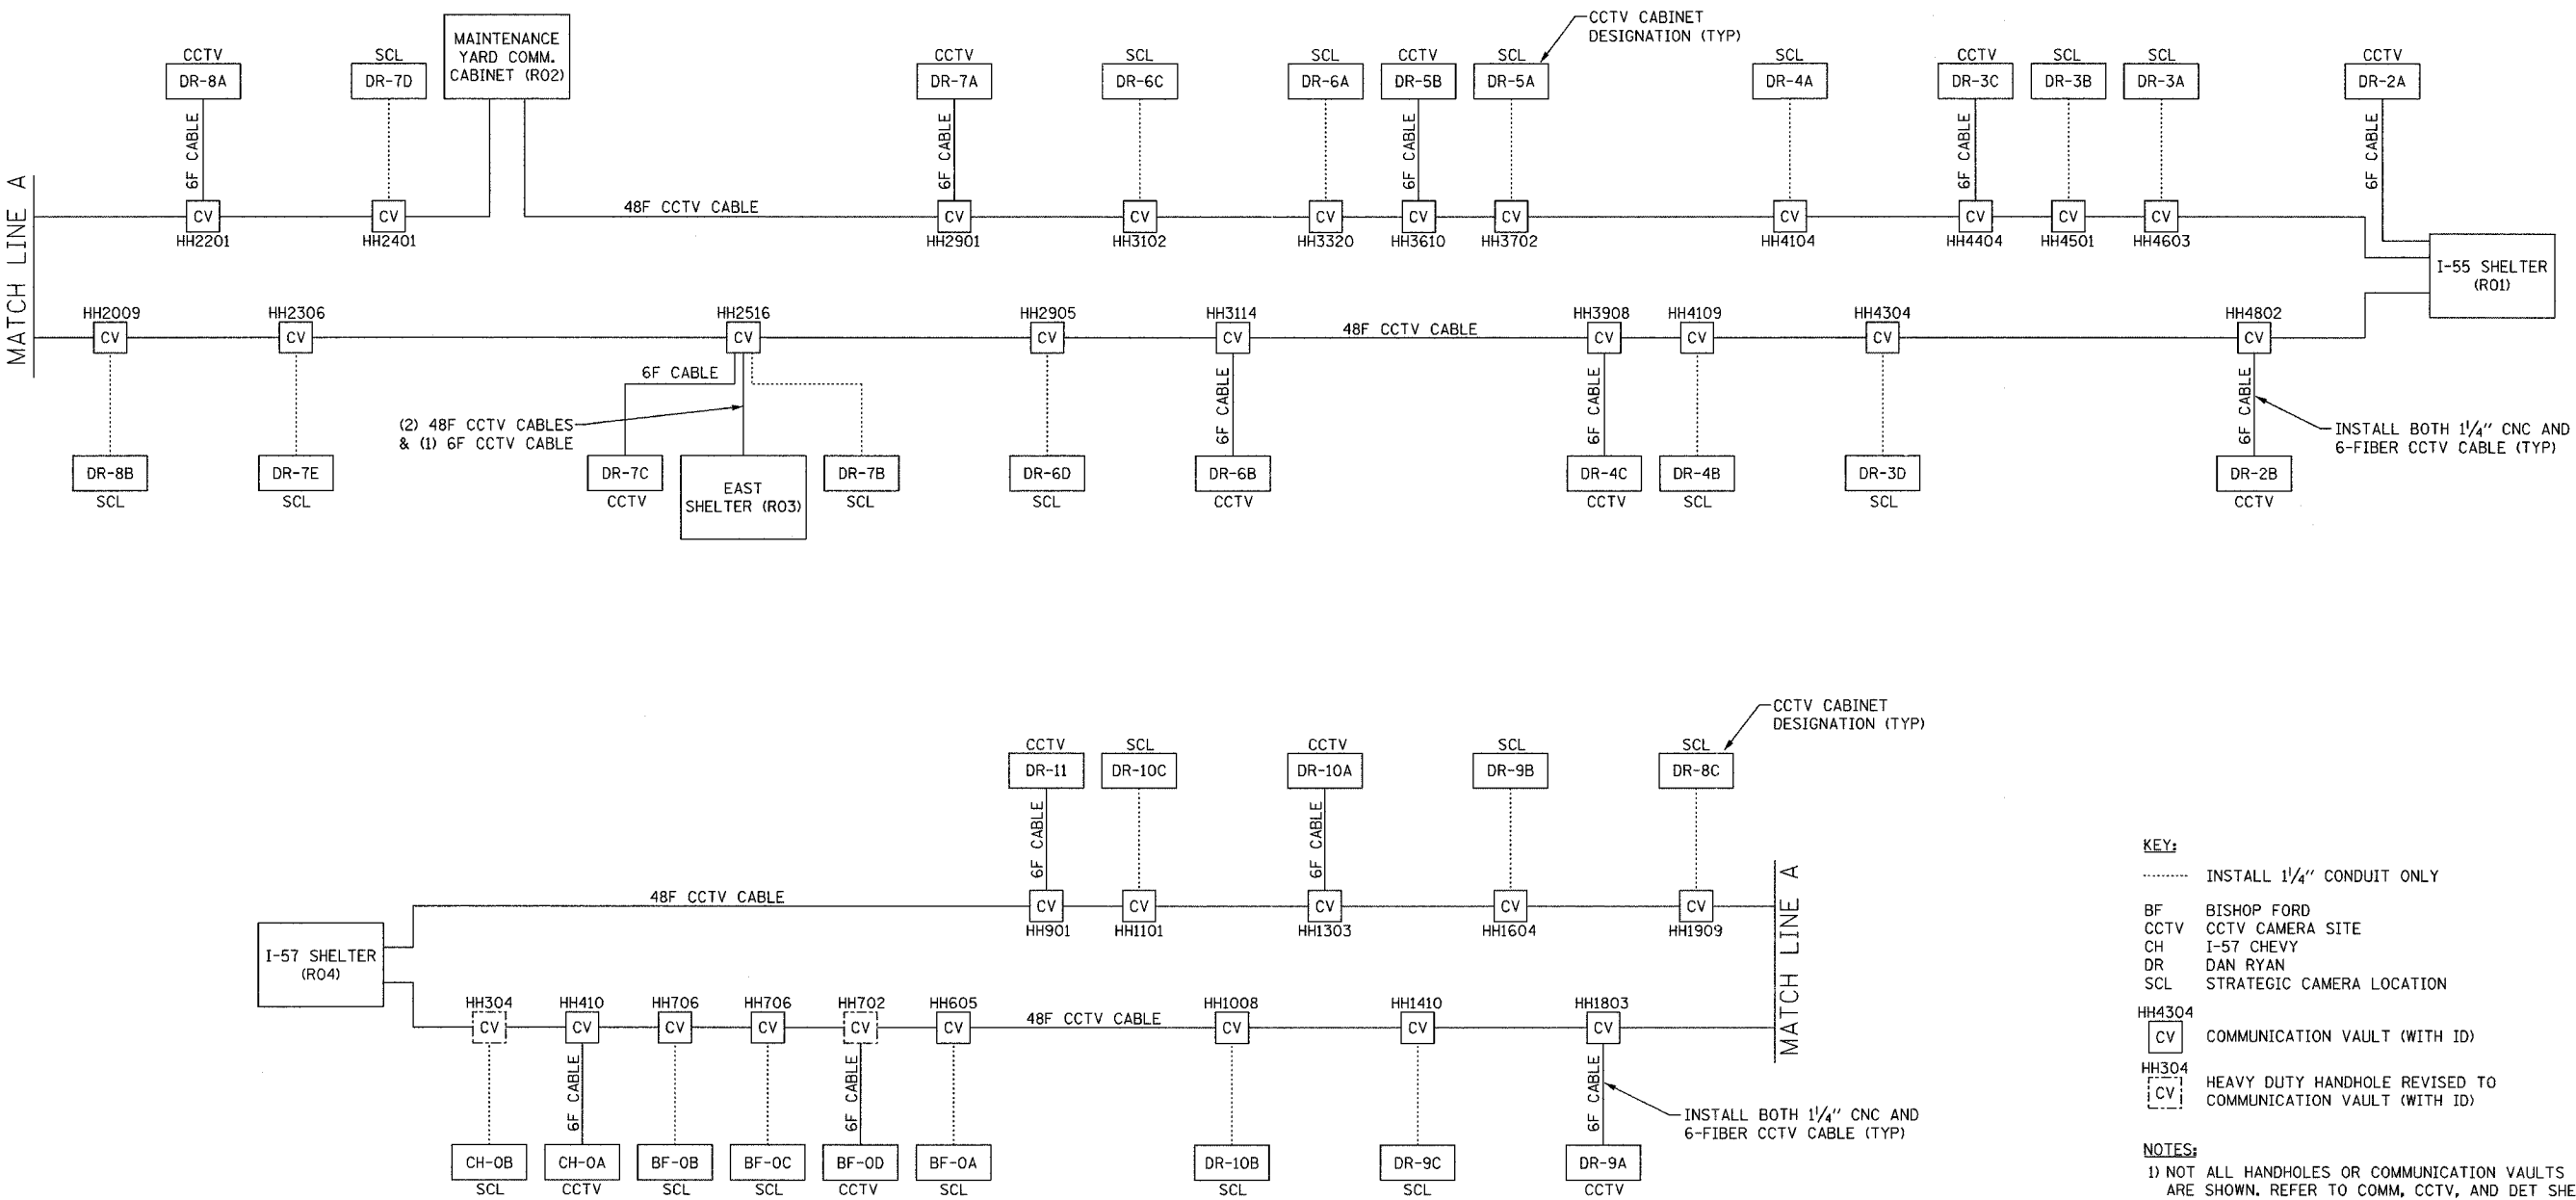 CCTV CABINET
DESIGNATION (TYP)
CCTV
DR-8A
SCL
DR-7D
MAINTENANCE
YARD COMM.
CABINET (R02)
CCTV
DR-7A
SCL
DR-6C
SCL
DR-6A
CCTV
DR-5B
SCL
DR-5A
SCL
DR-4A
CCTV
DR-3C
SCL
DR-3B
SCL
DR-3A
CCTV
DR-2A
6F CABLE
6F CABLE
6F CABLE
6F CABLE
6F CABLE
MATCH LINE A
CV
HH2201
CV
HH2401
48F CCTV CABLE
CV
HH2901
CV
HH3102
CV
HH3320
CV
HH3610
CV
HH3702
CV
HH4104
CV
HH4404
CV
HH4501
CV
HH4603
I-55 SHELTER
(R01)
HH2009
CV
HH2306
CV
HH2516
CV
HH2905
CV
HH3114
CV
48F CCTV CABLE
HH3908
CV
HH4109
CV
HH4304
CV
HH4802
CV
6F CABLE
(2) 48F CCTV CABLES
& (1) 6F CCTV CABLE
6F CABLE
6F CABLE
6F CABLE
INSTALL BOTH 1 1/4" CNC AND
6-FIBER CCTV CABLE (TYP)
DR-8B
SCL
DR-7E
SCL
DR-7C
CCTV
EAST
SHELTER (R03)
DR-7B
SCL
DR-6D
SCL
DR-6B
CCTV
DR-4C
CCTV
DR-4B
SCL
DR-3D
SCL
DR-2B
CCTV
CCTV CABINET
DESIGNATION (TYP)
CCTV
DR-11
SCL
DR-10C
CCTV
DR-10A
SCL
DR-9B
SCL
DR-8C
6F CABLE
6F CABLE
48F CCTV CABLE
CV
HH901
CV
HH1101
CV
HH1303
CV
HH1604
CV
HH1909
MATCH LINE A
I-57 SHELTER
(R04)
HH304
CV
HH410
CV
HH706
CV
HH706
CV
HH702
CV
HH605
CV
48F CCTV CABLE
HH1008
CV
HH1410
CV
HH1803
CV
6F CABLE
6F CABLE
6F CABLE
INSTALL BOTH 1 1/4" CNC AND
6-FIBER CCTV CABLE (TYP)
CH-0B
SCL
CH-0A
CCTV
BF-0B
SCL
BF-0C
SCL
BF-0D
CCTV
BF-0A
SCL
DR-10B
SCL
DR-9C
SCL
DR-9A
CCTV
KEY:
INSTALL 1 1/4" CONDUIT ONLY
BF BISHOP FORD
CCTV CCTV CAMERA SITE
CH I-57 CHEVY
DR DAN RYAN
SCL STRATEGIC CAMERA LOCATION
HH4304
CV COMMUNICATION VAULT (WITH ID)
HH304
CV HEAVY DUTY HANDHOLE REVISED TO
COMMUNICATION VAULT (WITH ID)
NOTES:
1) NOT ALL HANDHOLES OR COMMUNICATION VAULTS
ARE SHOWN. REFER TO COMM, CCTV, AND DET SHE